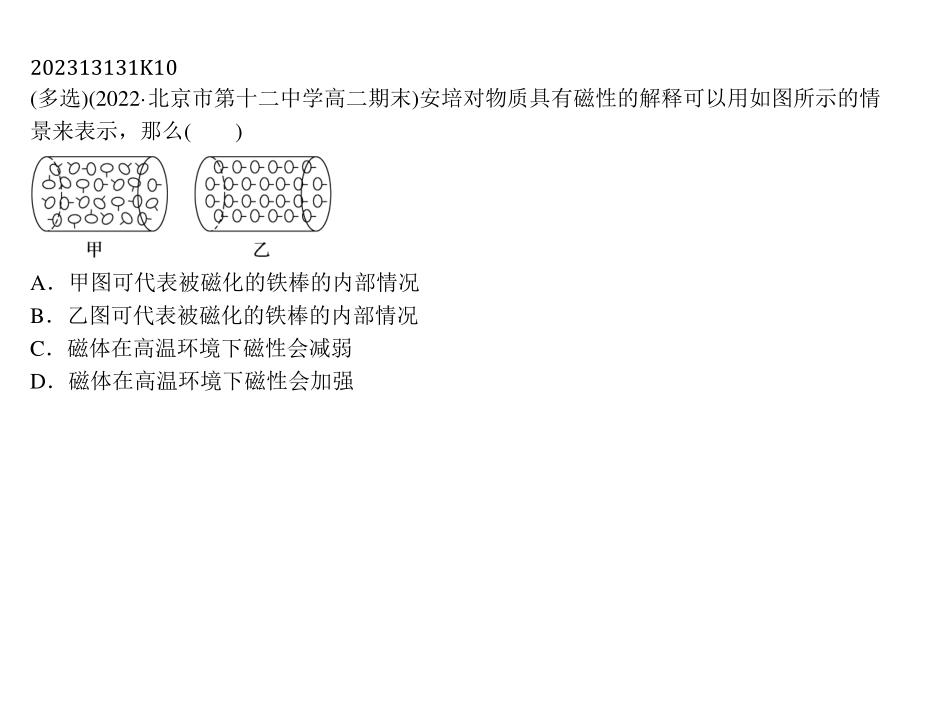 202313131K10
(多选)(2022·北京市第十二中学高二期末)安培对物质具有磁性的解释可以用如图所示的情
景来表示，那么(　　)
甲　乙
A．甲图可代表被磁化的铁棒的内部情况
B．乙图可代表被磁化的铁棒的内部情况
C．磁体在高温环境下磁性会减弱
D．磁体在高温环境下磁性会加强